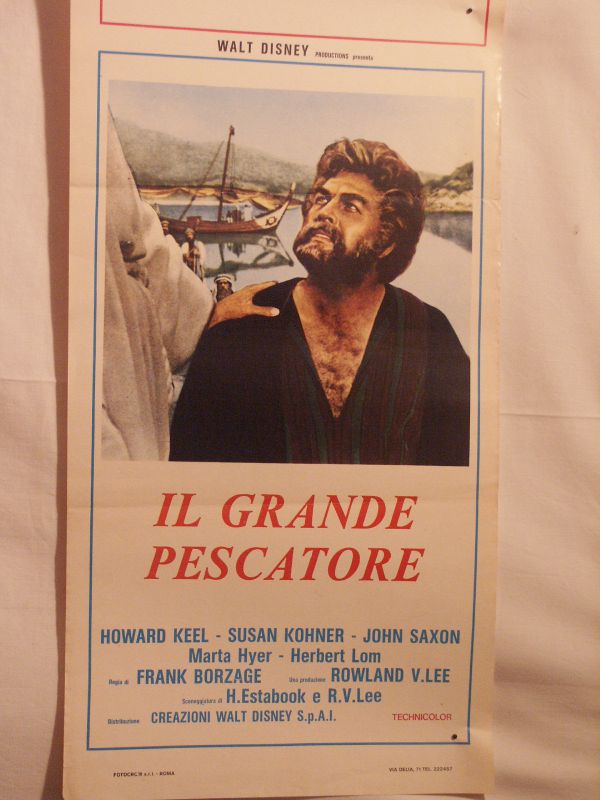 WALT DISNEY PRODUCTIONS presenta
IL GRANDE
PESCATORE
HOWARD KEEL - SUSAN KOHNER - JOHN SAXON
Marta Hyer - Herbert Lom
Regia di FRANK BORZAGE Una produzione ROWLAND V.LEE
Sceneggiatura di H.Estabook e R.V.Lee
Distribuzione CREAZIONI WALT DISNEY S.p.A.I.
TECHNICOLOR
FOTOCRC.B s.r.l. - ROMA VIA DELIA, 71 TEL. 222457